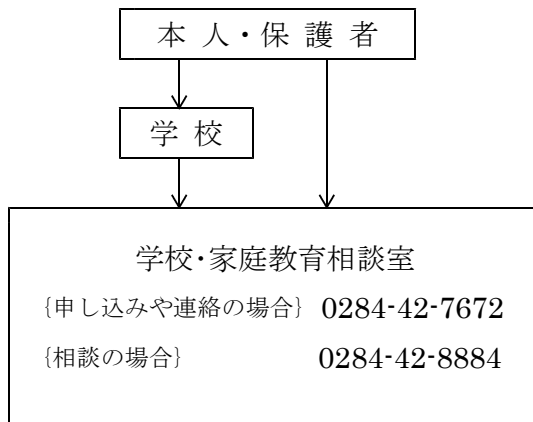 本人・保護者
学校
学校・家庭教育相談室
{申し込みや連絡の場合} 0284-42-7672
{相談の場合} 0284-42-8884